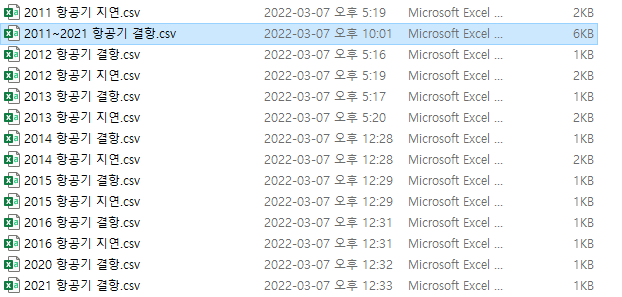 2011 항공기 지연.csv 2022-03-07 오후 5:19 Microsoft Excel ... 2KB
2011~2021 항공기 결항.csv 2022-03-07 오후 10:01 Microsoft Excel ... 6KB
2012 항공기 결항.csv 2022-03-07 오후 5:16 Microsoft Excel ... 1KB
2012 항공기 지연.csv 2022-03-07 오후 5:19 Microsoft Excel ... 2KB
2013 항공기 결항.csv 2022-03-07 오후 5:17 Microsoft Excel ... 1KB
2013 항공기 지연.csv 2022-03-07 오후 5:20 Microsoft Excel ... 2KB
2014 항공기 결항.csv 2022-03-07 오후 12:28 Microsoft Excel ... 1KB
2014 항공기 지연.csv 2022-03-07 오후 12:28 Microsoft Excel ... 2KB
2015 항공기 결항.csv 2022-03-07 오후 12:29 Microsoft Excel ... 1KB
2015 항공기 지연.csv 2022-03-07 오후 12:29 Microsoft Excel ... 1KB
2016 항공기 결항.csv 2022-03-07 오후 12:31 Microsoft Excel ... 1KB
2016 항공기 지연.csv 2022-03-07 오후 12:31 Microsoft Excel ... 1KB
2020 항공기 결항.csv 2022-03-07 오후 12:32 Microsoft Excel ... 1KB
2021 항공기 결항.csv 2022-03-07 오후 12:33 Microsoft Excel ... 1KB